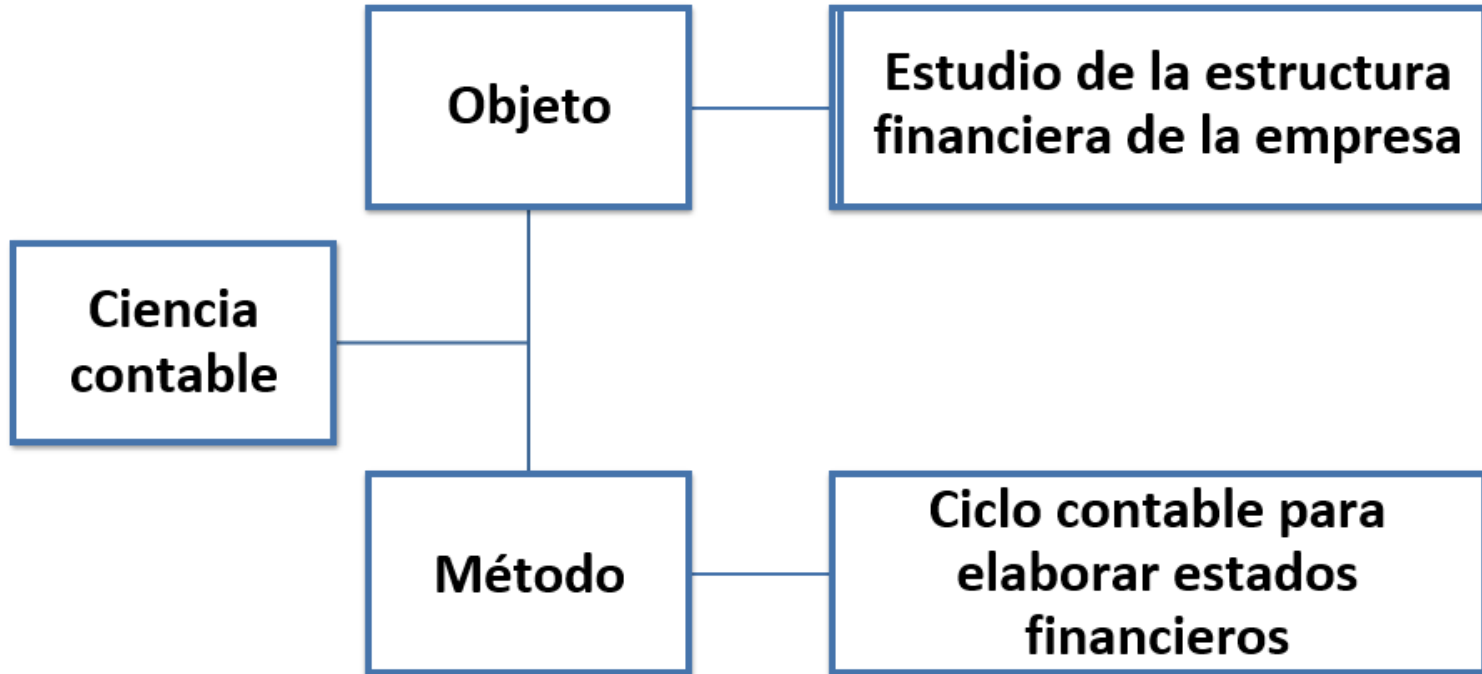 Objeto
Estudio de la estructura
financiera de la empresa
Ciencia
contable
Método
Ciclo contable para
elaborar estados
financieros